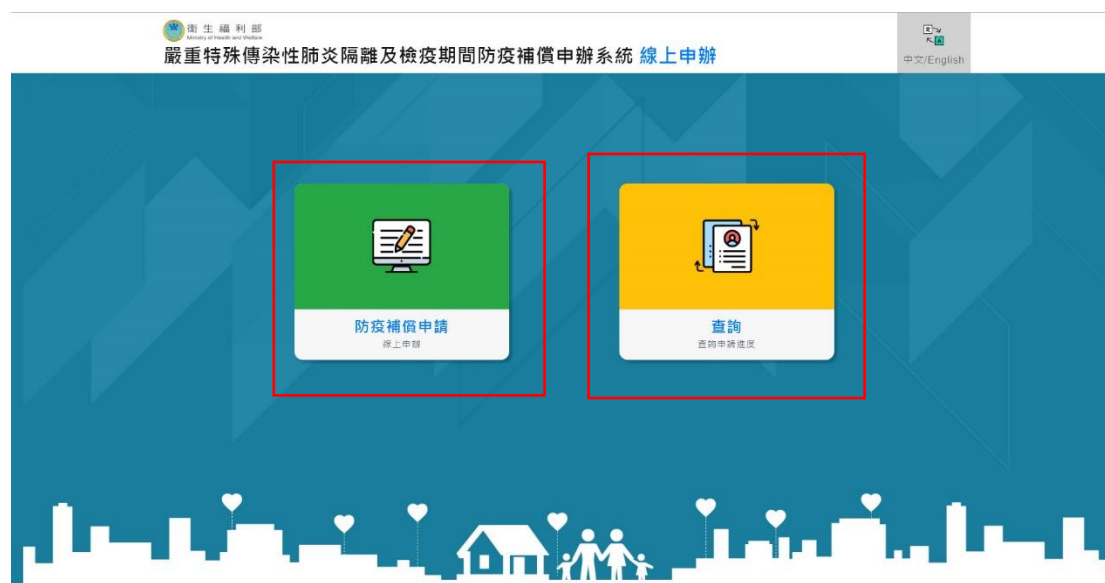 衛生福利部
Ministry of Health and Welfare
嚴重特殊傳染性肺炎隔離及檢疫期間防疫補償申辦系統 線上申辦
中文/English
防疫補償申請
線上申辦
查詢
查詢申請進度